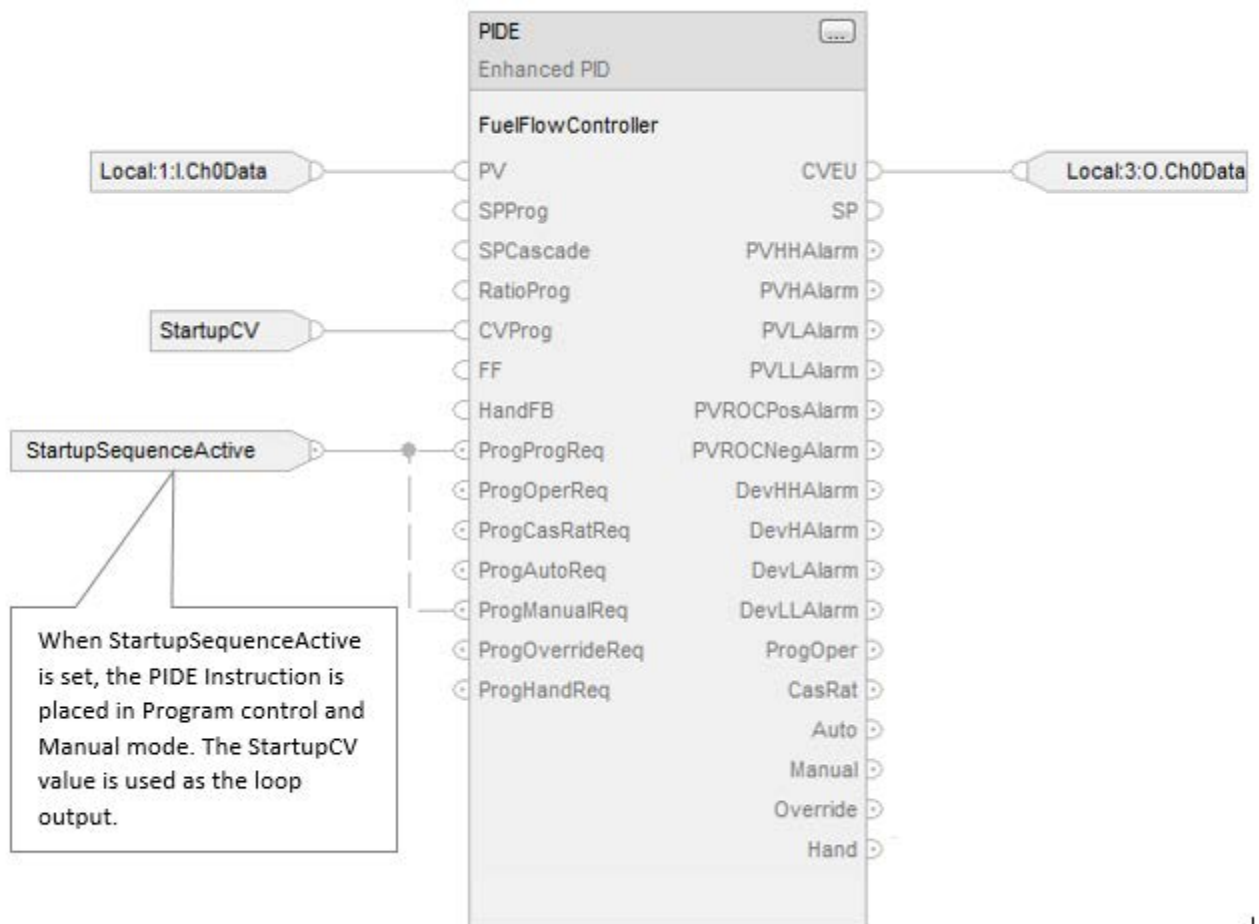 PIDE
...
Enhanced PID
FuelFlowController
Local:1:I.Ch0Data
PV
CVEU
Local:3:O.Ch0Data
SPProg
SP
SPCascade
PVHHAlarm
RatioProg
PVHAlarm
StartupCV
CVProg
PVLAlarm
FF
PVLLAlarm
HandFB
PVROCPosAlarm
StartupSequenceActive
ProgProgReq
PVROCNegAlarm
ProgOperReq
DevHHAlarm
ProgCasRatReq
DevHAlarm
ProgAutoReq
DevLAlarm
ProgManualReq
DevLLAlarm
ProgOverrideReq
ProgOper
ProgHandReq
CasRat
Auto
Manual
Override
Hand
When StartupSequenceActive
is set, the PIDE Instruction is
placed in Program control and
Manual mode. The StartupCV
value is used as the loop
output.